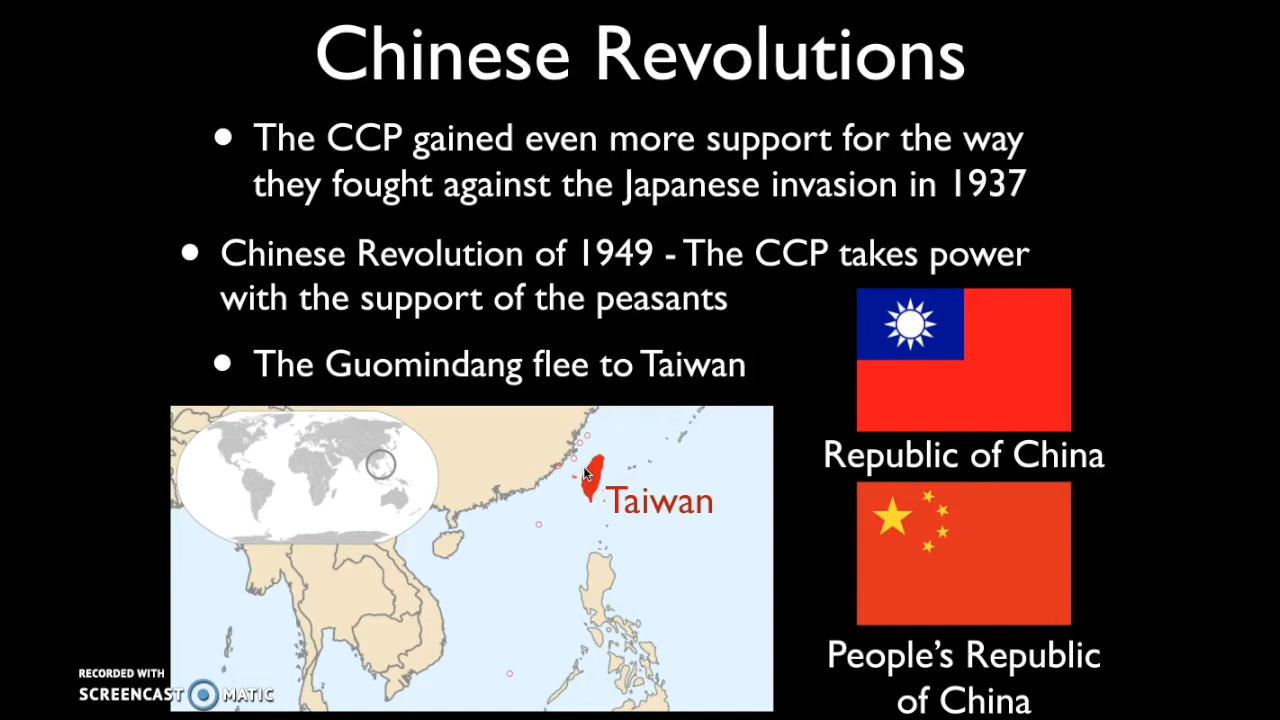 Chinese Revolutions
• The CCP gained even more support for the way
they fought against the Japanese invasion in 1937
• Chinese Revolution of 1949 - The CCP takes power
with the support of the peasants
• The Guomindang flee to Taiwan
Taiwan
Republic of China
People's Republic
of China
RECORDED WITH
SCREENCAST MATIC